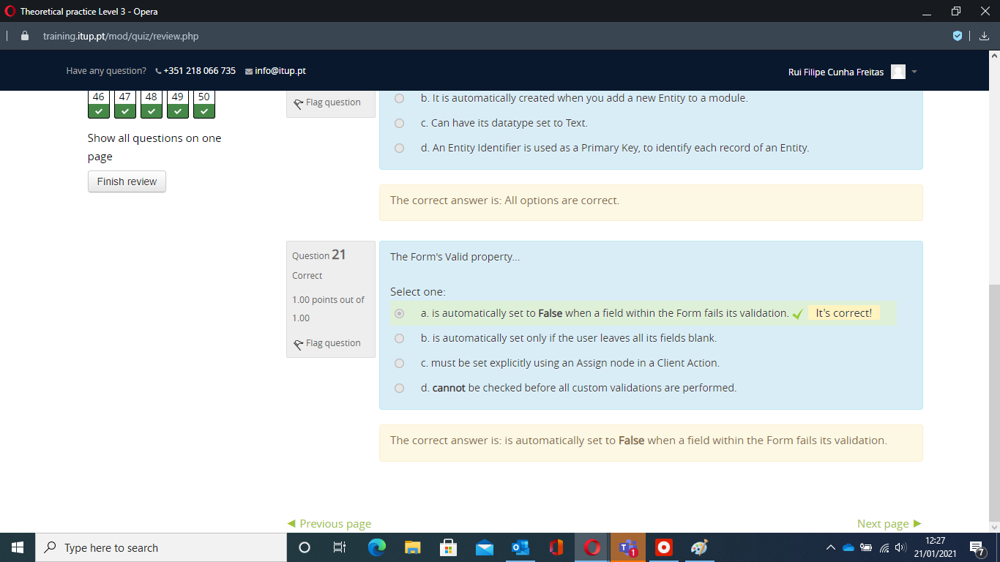 Theoretical practice Level 3 - Opera
training.itup.pt/mod/quiz/review.php
Have any question? +351 218 066 735 info@itup.pt
Rui Filipe Cunha Freitas
46 47 48 49 50
Show all questions on one
page
Finish review
Flag question
b. It is automatically created when you add a new Entity to a module.
c. Can have its datatype set to Text.
d. An Entity Identifier is used as a Primary Key, to identify each record of an Entity.
The correct answer is: All options are correct.
Question 21
Correct
1.00 points out of
1.00
Flag question
The Form's Valid property...
Select one:
a. is automatically set to False when a field within the Form fails its validation. It's correct!
b. is automatically set only if the user leaves all its fields blank.
c. must be set explicitly using an Assign node in a Client Action.
d. cannot be checked before all custom validations are performed.
The correct answer is: is automatically set to False when a field within the Form fails its validation.
Previous page
Next page
Type here to search
1
12:27
21/01/2021
7